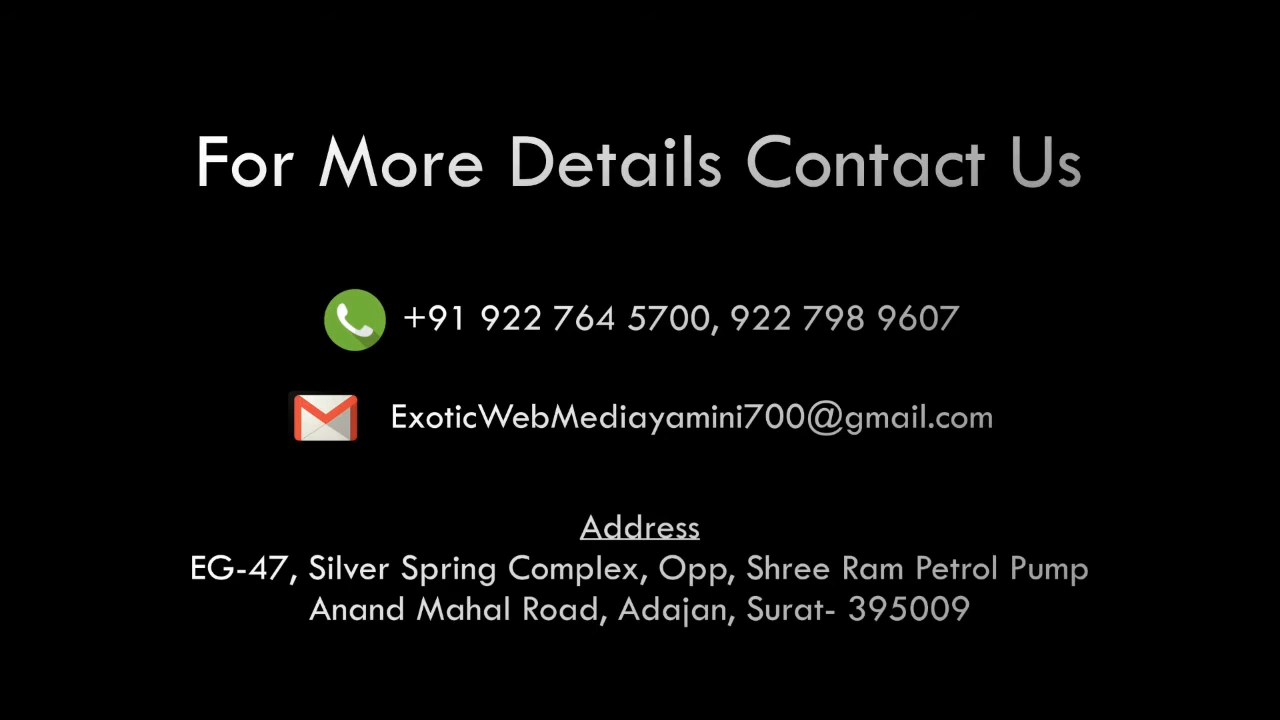 For More Details Contact Us
+91 922 764 5700, 922 798 9607
ExoticWebMediayamini700@gmail.com
Address
EG-47, Silver Spring Complex, Opp, Shree Ram Petrol Pump
Anand Mahal Road, Adajan, Surat- 395009